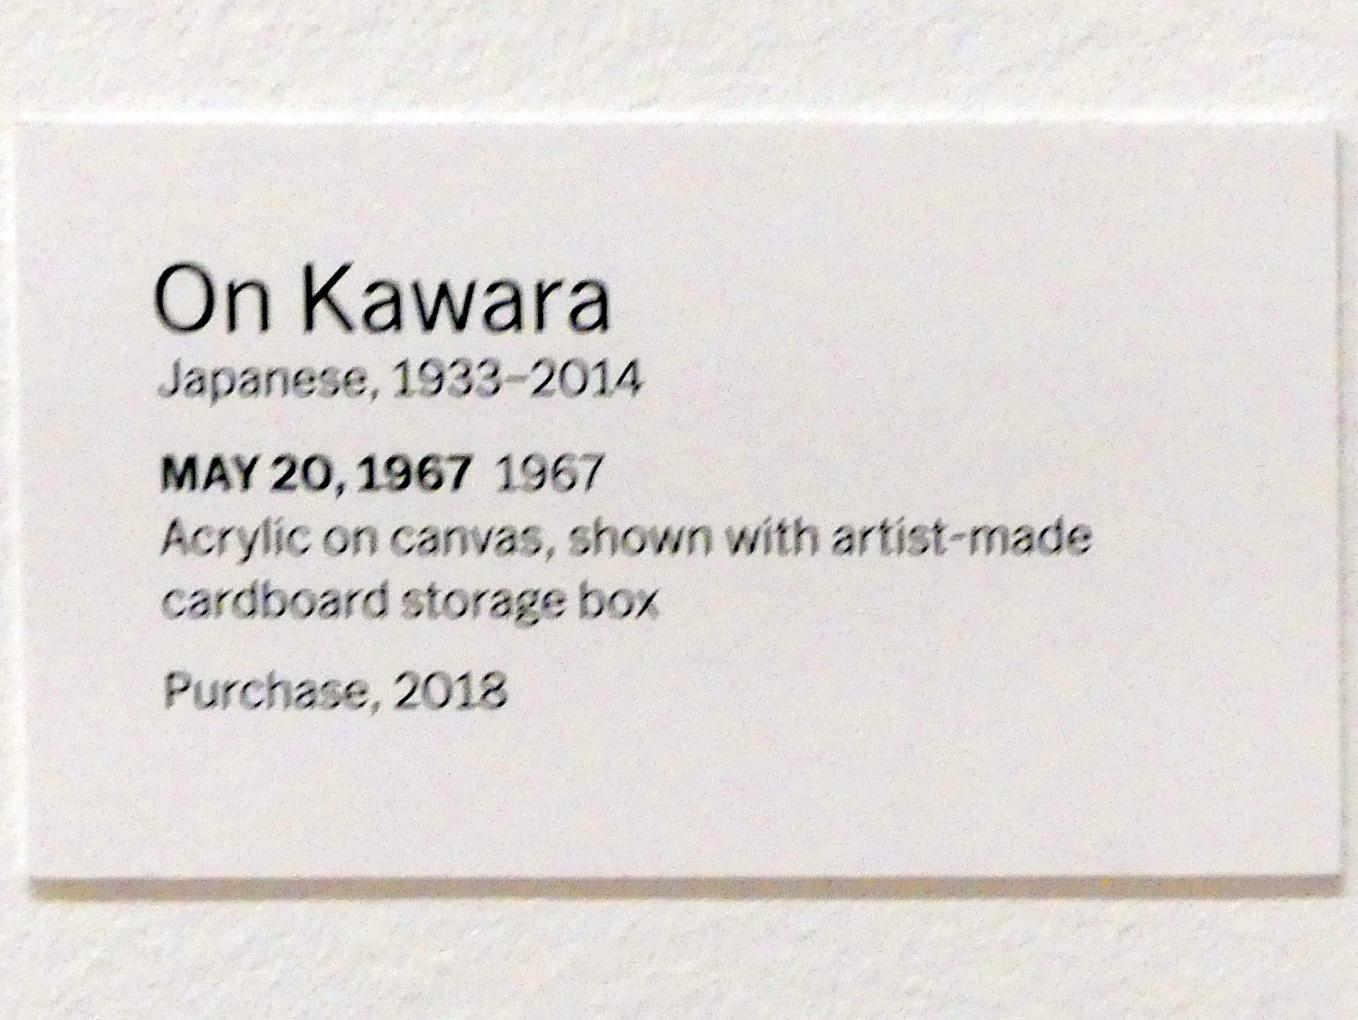 On Kawara
Japanese, 1933–2014
MAY 20, 1967 1967
Acrylic on canvas, shown with artist-made
cardboard storage box
Purchase, 2018